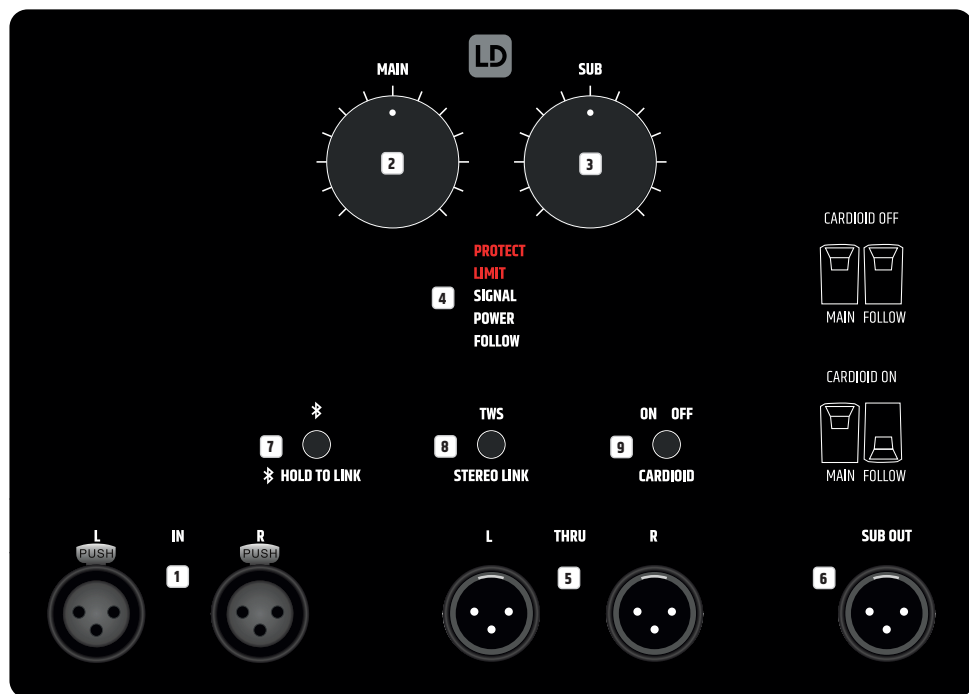 LD
MAIN
SUB
2
3
PROTECT
LIMIT
4
SIGNAL
POWER
FOLLOW
CARDIOID OFF
MAIN FOLLOW
CARDIOID ON
MAIN FOLLOW
7
8
TWS
9
ON OFF
HOLD TO LINK
STEREO LINK
CARDIOID
L
IN
R
PUSH
PUSH
1
L
THRU
R
5
SUB OUT
6